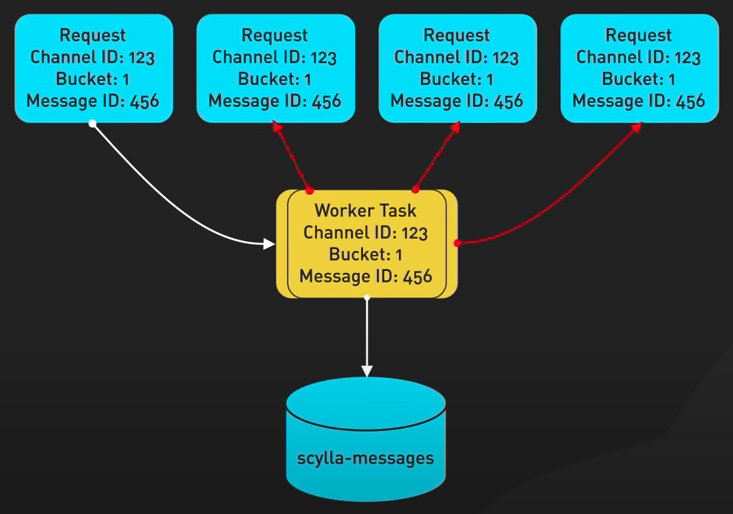 Request
Channel ID: 123
Bucket: 1
Message ID: 456
Request
Channel ID: 123
Bucket: 1
Message ID: 456
Request
Channel ID: 123
Bucket: 1
Message ID: 456
Request
Channel ID: 123
Bucket: 1
Message ID: 456
Worker Task
Channel ID: 123
Bucket: 1
Message ID: 456
scylla-messages